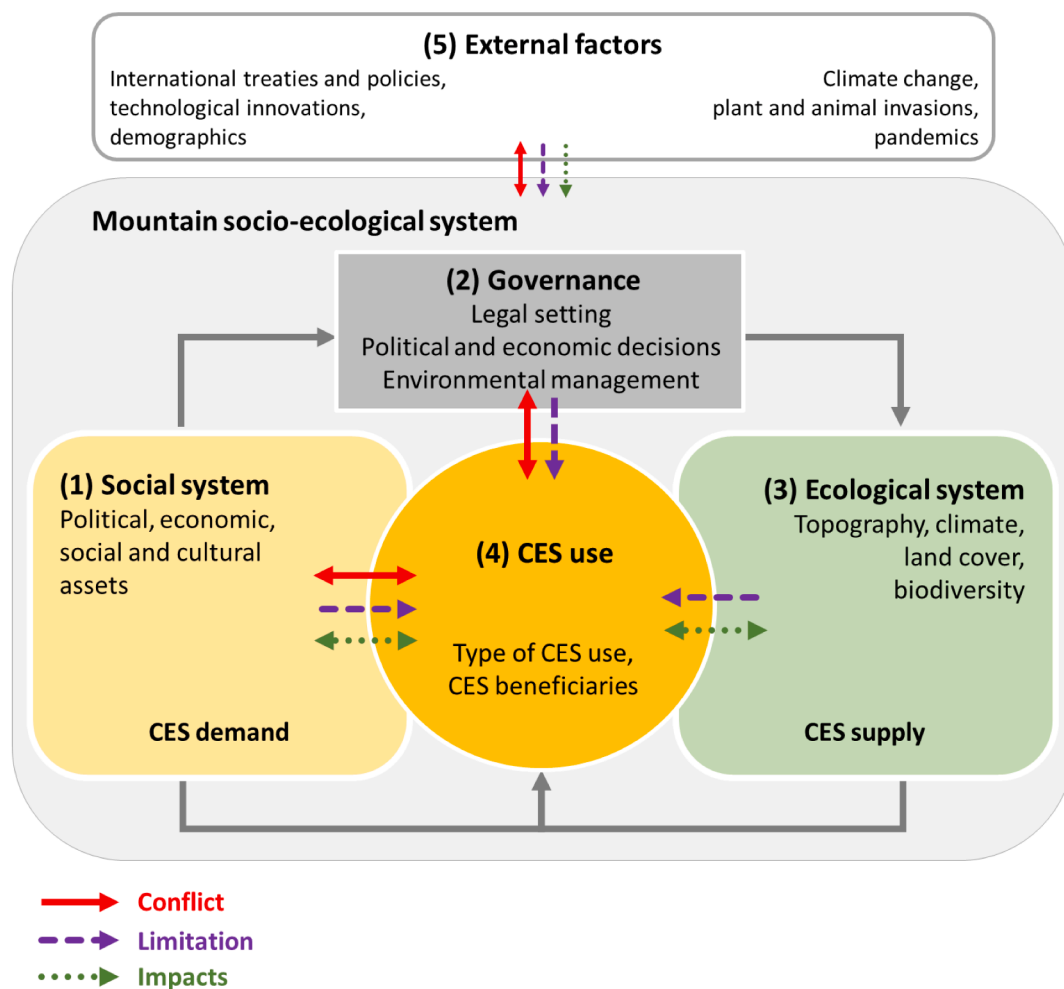 (5) External factors
International treaties and policies,
technological innovations,
demographics
Climate change,
plant and animal invasions,
pandemics
Mountain socio-ecological system
(2) Governance
Legal setting
Political and economic decisions
Environmental management
(1) Social system
Political, economic,
social and cultural
assets
CES demand
(4) CES use
Type of CES use,
CES beneficiaries
(3) Ecological system
Topography, climate,
land cover,
biodiversity
CES supply
Conflict
Limitation
Impacts